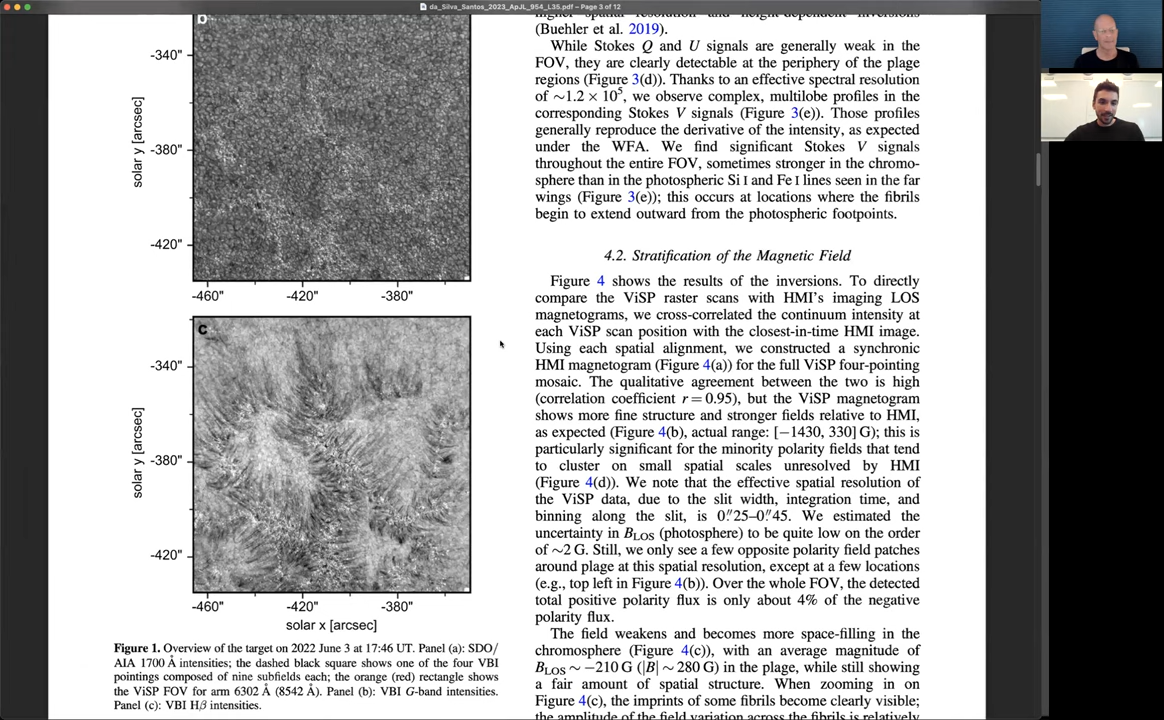 da_Silva_Santos_2023_ApJL_954_L35.pdf – Page 3 of 12
b
-340"
solar y [arcsec]
-380"
-420"
-460"
-420"
-380"
c
-340"
solar y [arcsec]
-380"
-420"
-460"
-420"
-380"
solar x [arcsec]
Figure 1. Overview of the target on 2022 June 3 at 17:46 UT. Panel (a): SDO/
AIA 1700 Å intensities; the dashed black square shows one of the four VBI
pointings composed of nine subfields each; the orange (red) rectangle shows
the ViSP FOV for arm 6302 Å (8542 Å). Panel (b): VBI G-band intensities.
Panel (c): VBI Hβ intensities.
higher spatial resolution and height-dependent inversions
(Buehler et al. 2019).
While Stokes Q and U signals are generally weak in the
FOV, they are clearly detectable at the periphery of the plage
regions (Figure 3(d)). Thanks to an effective spectral resolution
of ~1.2 × 10⁵, we observe complex, multilobe profiles in the
corresponding Stokes V signals (Figure 3(e)). Those profiles
generally reproduce the derivative of the intensity, as expected
under the WFA. We find significant Stokes V signals
throughout the entire FOV, sometimes stronger in the chromo-
sphere than in the photospheric Si I and Fe I lines seen in the far
wings (Figure 3(e)); this occurs at locations where the fibrils
begin to extend outward from the photospheric footpoints.
4.2. Stratification of the Magnetic Field
Figure 4 shows the results of the inversions. To directly
compare the ViSP raster scans with HMI's imaging LOS
magnetograms, we cross-correlated the continuum intensity at
each ViSP scan position with the closest-in-time HMI image.
Using each spatial alignment, we constructed a synchronic
HMI magnetogram (Figure 4(a)) for the full ViSP four-pointing
mosaic. The qualitative agreement between the two is high
(correlation coefficient r = 0.95), but the ViSP magnetogram
shows more fine structure and stronger fields relative to HMI,
as expected (Figure 4(b), actual range: [−1430, 330] G); this is
particularly significant for the minority polarity fields that tend
to cluster on small spatial scales unresolved by HMI
(Figure 4(d)). We note that the effective spatial resolution of
the ViSP data, due to the slit width, integration time, and
binning along the slit, is 0.″25–0.″45. We estimated the
uncertainty in B_LOS (photosphere) to be quite low on the order
of ~2 G. Still, we only see a few opposite polarity field patches
around plage at this spatial resolution, except at a few locations
(e.g., top left in Figure 4(b)). Over the whole FOV, the detected
total positive polarity flux is only about 4% of the negative
polarity flux.
The field weakens and becomes more space-filling in the
chromosphere (Figure 4(c)), with an average magnitude of
B_LOS ~ −210 G (|B| ~ 280 G) in the plage, while still showing
a fair amount of spatial structure. When zooming in on
Figure 4(c), the imprints of some fibrils become clearly visible;
the amplitude of the field variation across the fibrils is relatively